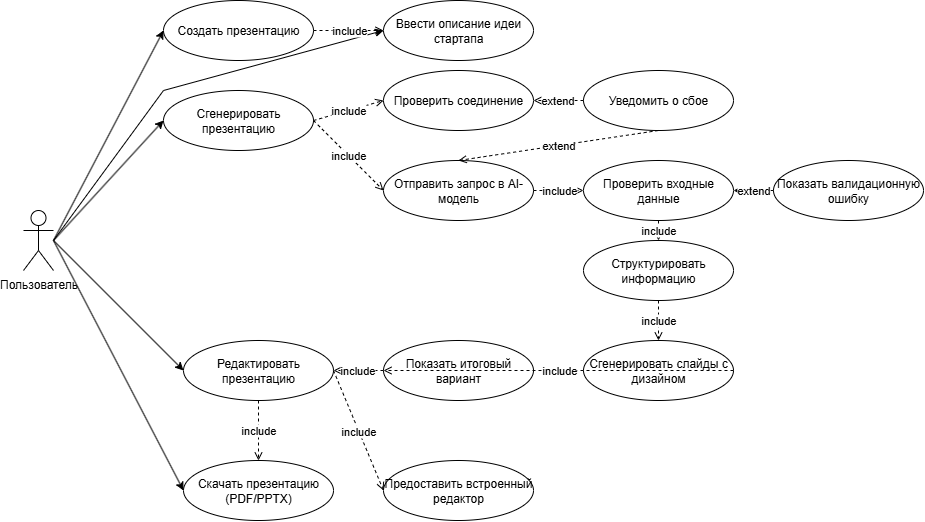 Создать презентацию
include
Ввести описание идеи
стартапа
Сгенерировать
презентацию
include
include
Проверить соединение
extend
Уведомить о сбое
extend
Отправить запрос в AI-
модель
include
Проверить входные
данные
extend
Показать валидационную
ошибку
include
Структурировать
информацию
include
Пользователь
Редактировать
презентацию
include
Показать итоговый
вариант
include
Сгенерировать слайды с
дизайном
include
include
Скачать презентацию
(PDF/PPTX)
Предоставить встроенный
редактор